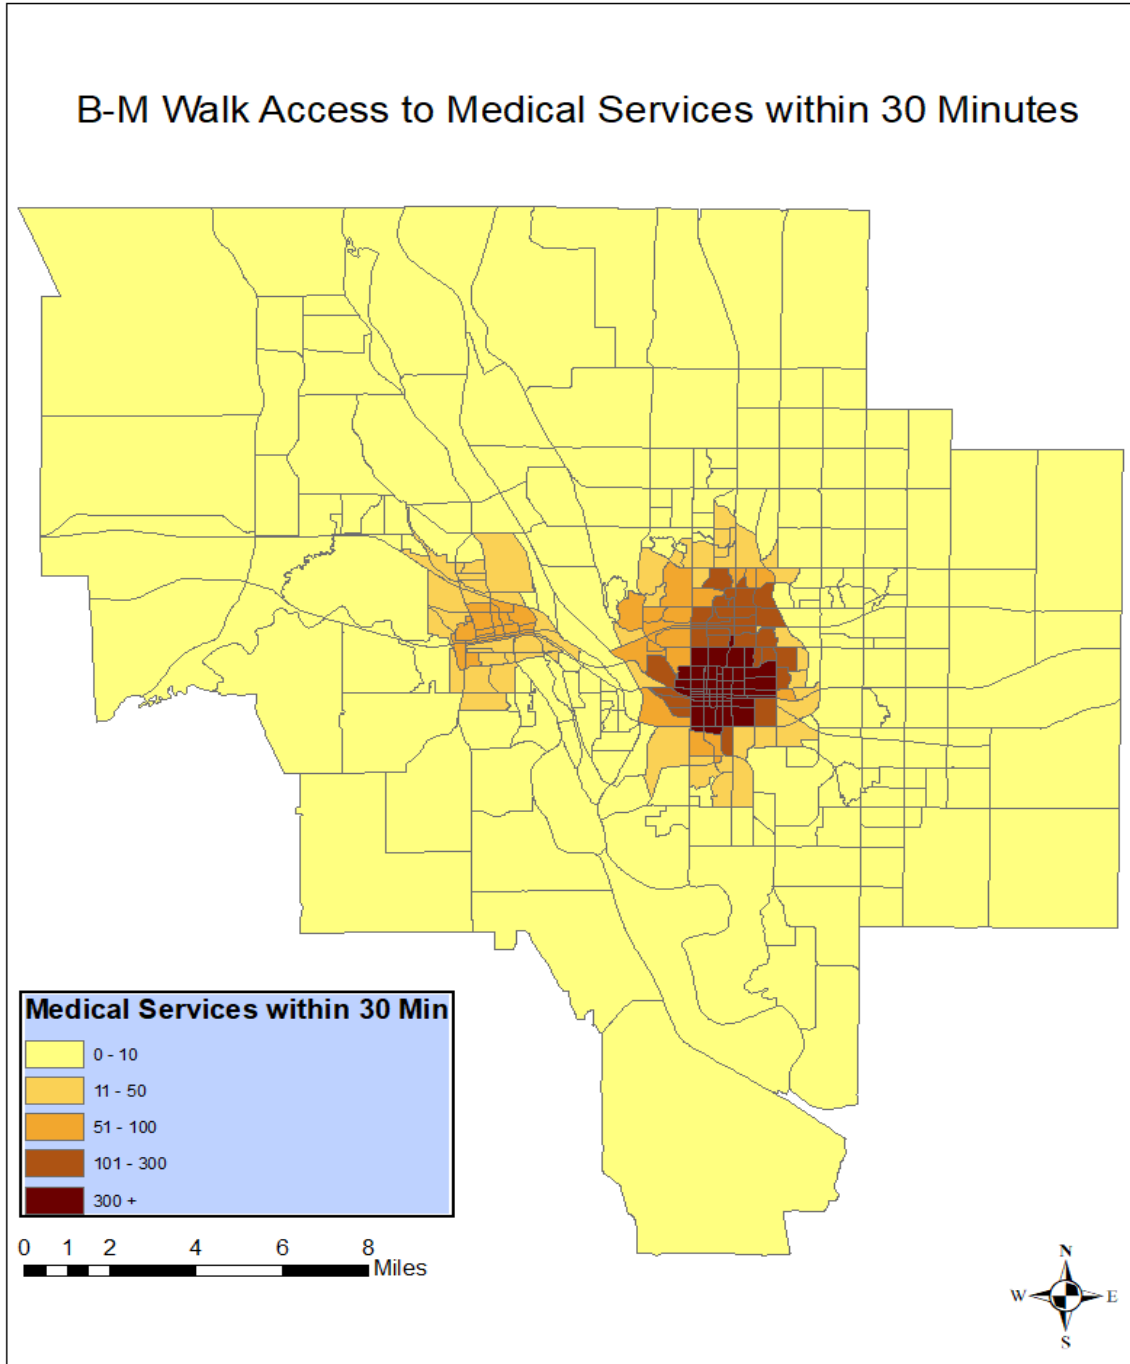 B-M Walk Access to Medical Services within 30 Minutes
Medical Services within 30 Min
0 - 10
11 - 50
51 - 100
101 - 300
300 +
0 1 2 4 6 8
Miles
N
W E
S